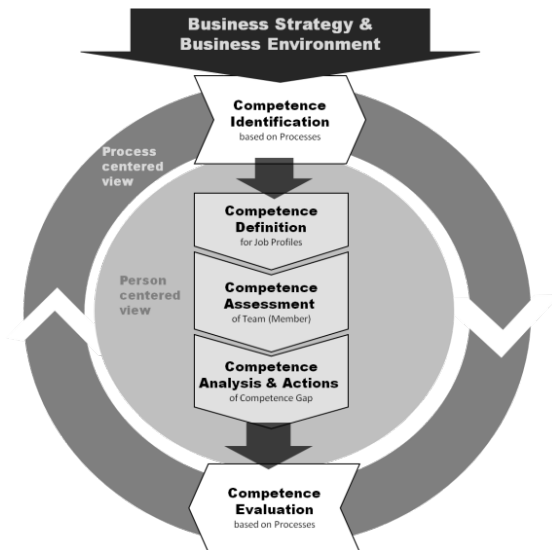 Business Strategy &
Business Environment
Competence
Identification
based on Processes
Process
centered
view
Competence
Definition
for Job Profiles
Person
centered
view
Competence
Assessment
of Team (Member)
Competence
Analysis & Actions
of Competence Gap
Competence
Evaluation
based on Processes